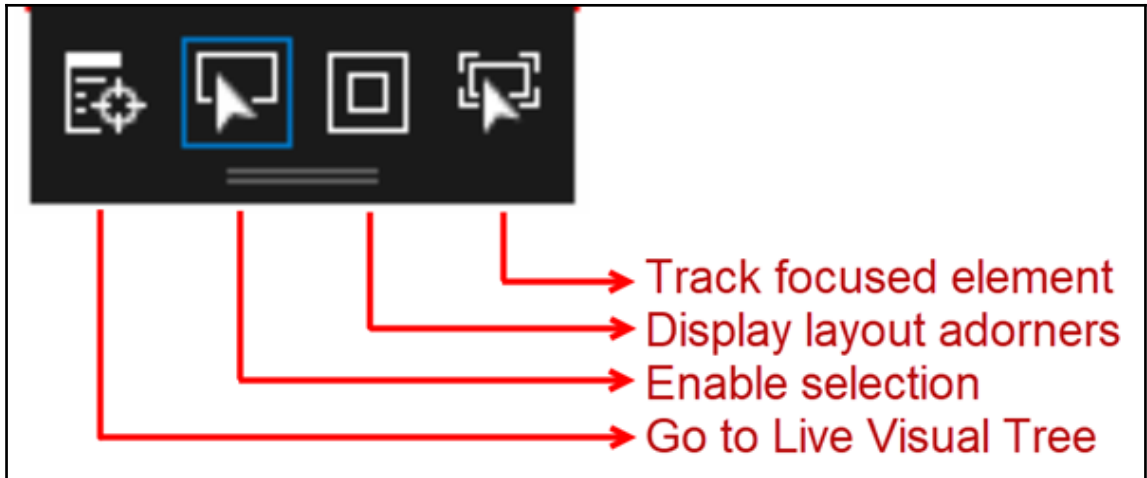 Track focused element
Display layout adorners
Enable selection
Go to Live Visual Tree